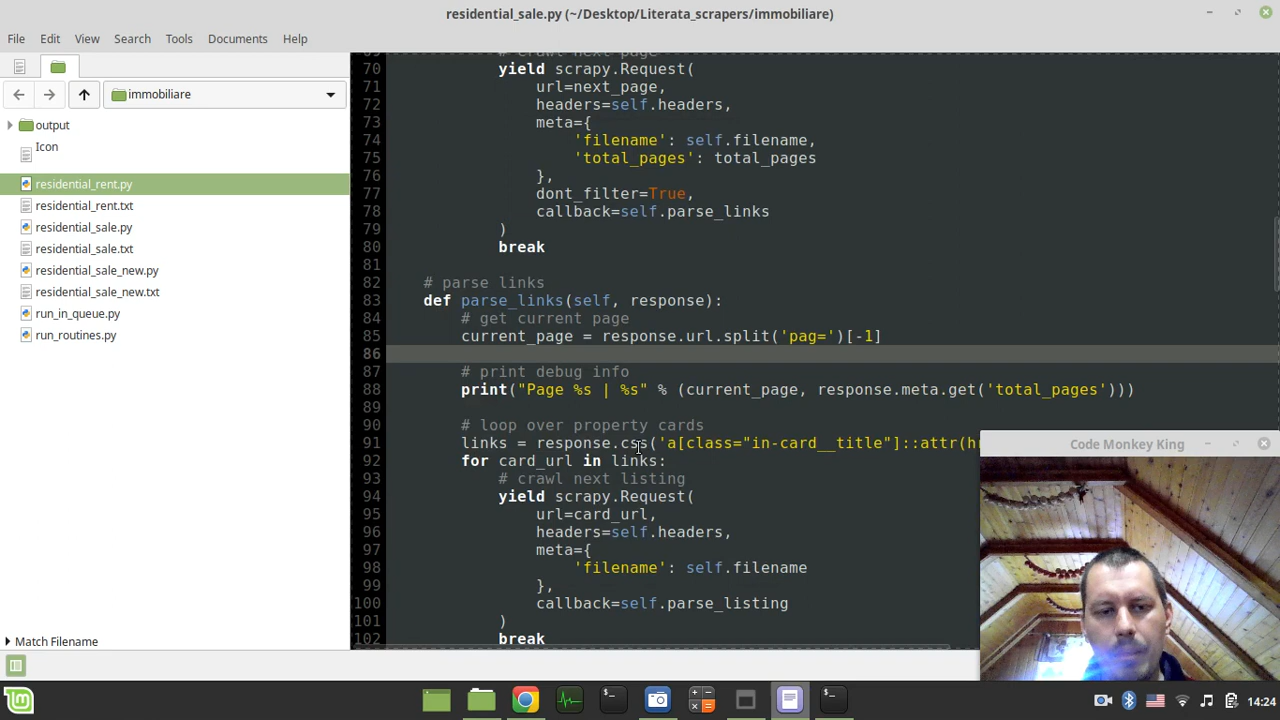 residential_sale.py (~/Desktop/Literata_scrapers/immobiliare)
File Edit View Search Tools Documents Help
immobiliare
output
Icon
residential_rent.py
residential_rent.txt
residential_sale.py
residential_sale.txt
residential_sale_new.py
residential_sale_new.txt
run_in_queue.py
run_routines.py
Match Filename
69 # crawl next page
70 yield scrapy.Request(
71 url=next_page,
72 headers=self.headers,
73 meta={
74 'filename': self.filename,
75 'total_pages': total_pages
76 },
77 dont_filter=True,
78 callback=self.parse_links
79 )
80 break
81
82 # parse links
83 def parse_links(self, response):
84 # get current page
85 current_page = response.url.split('pag=')[-1]
86
87 # print debug info
88 print("Page %s | %s" % (current_page, response.meta.get('total_pages')))
89
90 # loop over property cards
91 links = response.css('a[class="in-card__title"]::attr(h
92 for card_url in links:
93 # crawl next listing
94 yield scrapy.Request(
95 url=card_url,
96 headers=self.headers,
97 meta={
98 'filename': self.filename
99 },
100 callback=self.parse_listing
101 )
102 break
Code Monkey King
14:24